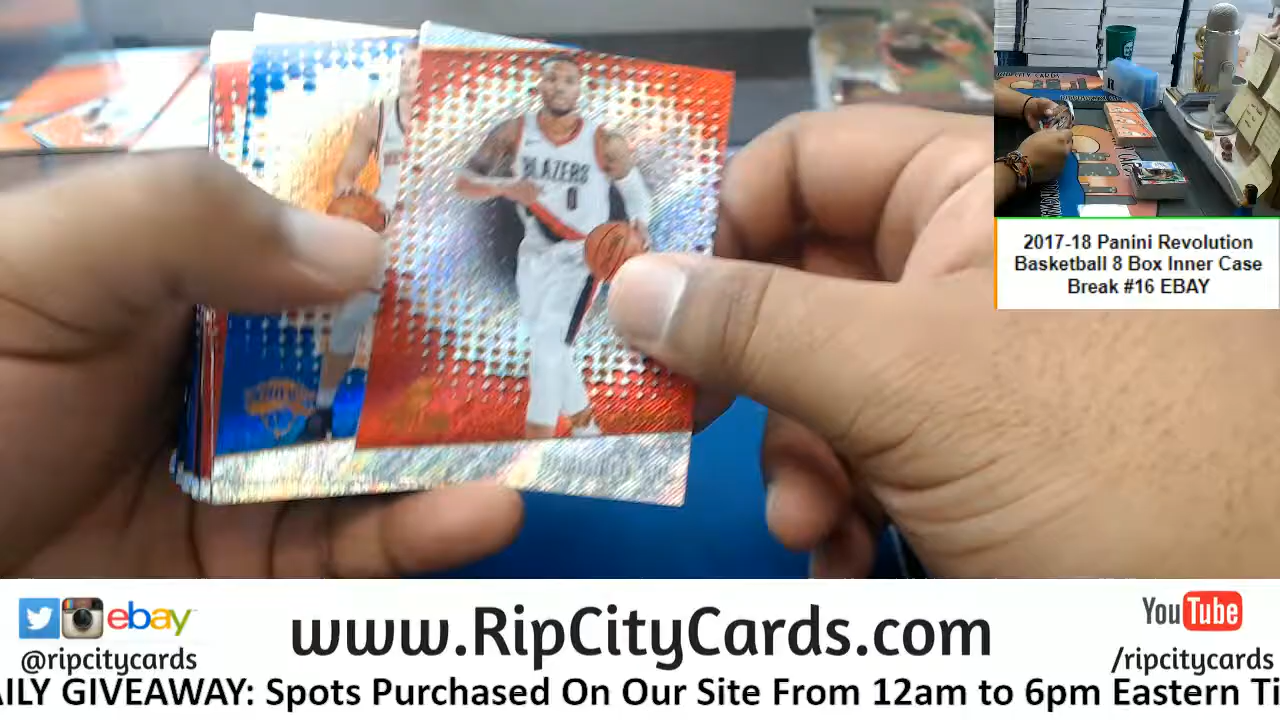 BLAZERS
0
2017-18 Panini Revolution
Basketball 8 Box Inner Case
Break #16 EBAY
ebay
@ripcitycards
www.RipCityCards.com
YouTube
/ripcitycards
AILY GIVEAWAY: Spots Purchased On Our Site From 12am to 6pm Eastern Ti